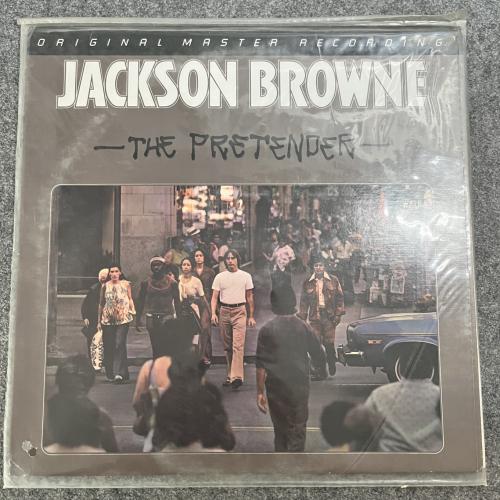 ORIGINAL MASTER RECORDING
JACKSON BROWNE
—THE PRETENDER—